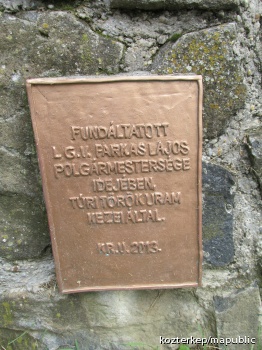 FUNDÁLTATOTT
L.G.V. FARKAS LAJOS
POLGÁRMESTERSÉGE
IDEJÉBEN,
TÚRI TÖRÖK URAM
KEZEI ÁLTAL.
KR.U. 2013.
kozterkep/mapublic